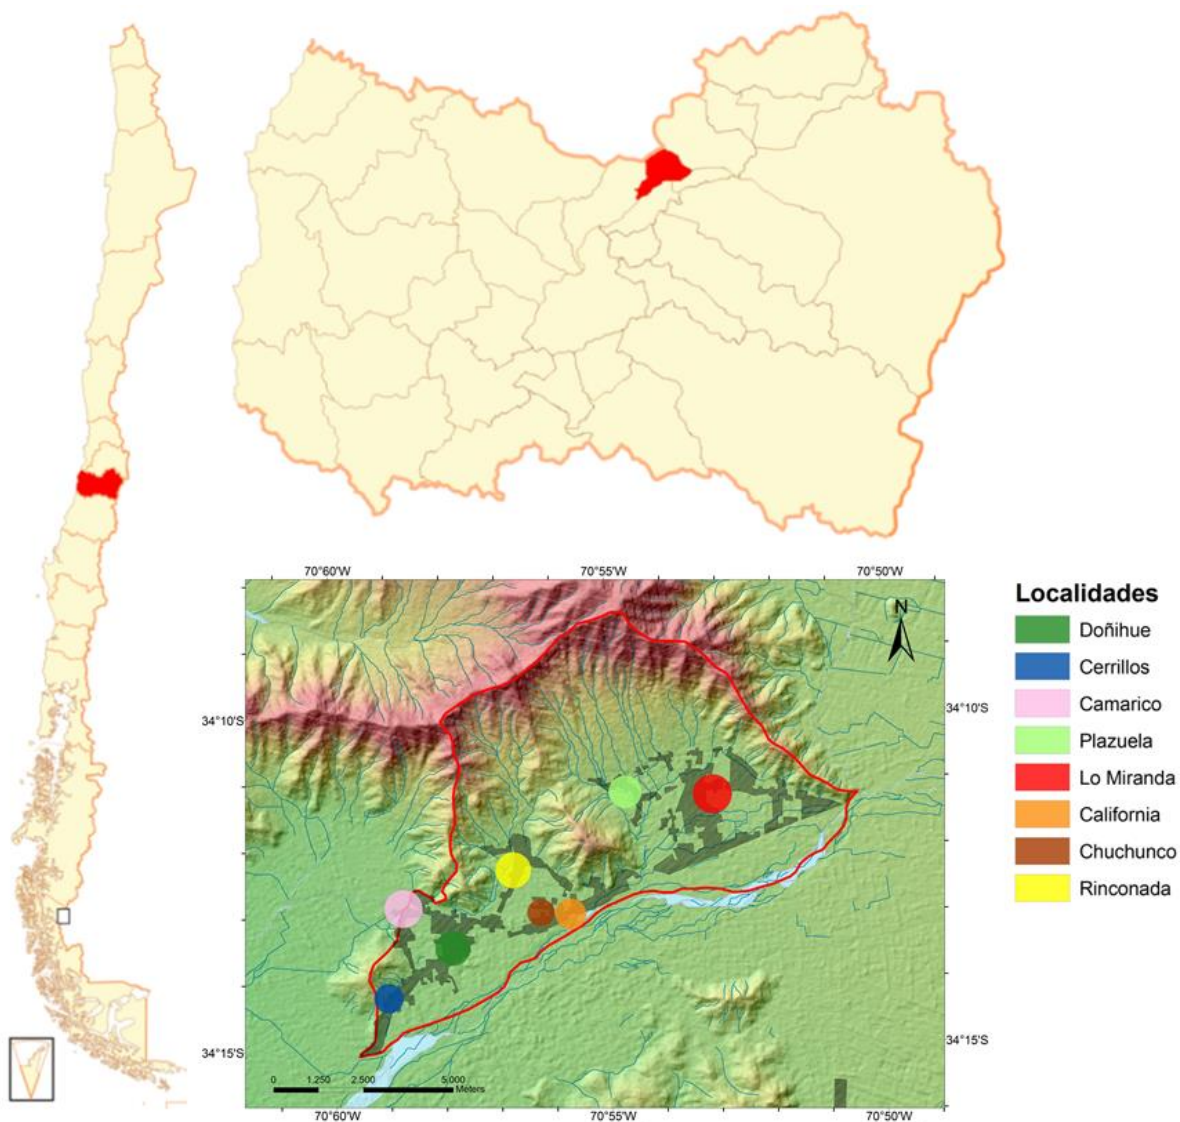 70°60'W 70°55'W 70°50'W
N
34°10'S 34°10'S
34°15'S 34°15'S
0 1.250 2.500 5.000
Meters
70°60'W 70°55'W 70°50'W
Localidades
Doñihue
Cerrillos
Camarico
Plazuela
Lo Miranda
California
Chuchunco
Rinconada